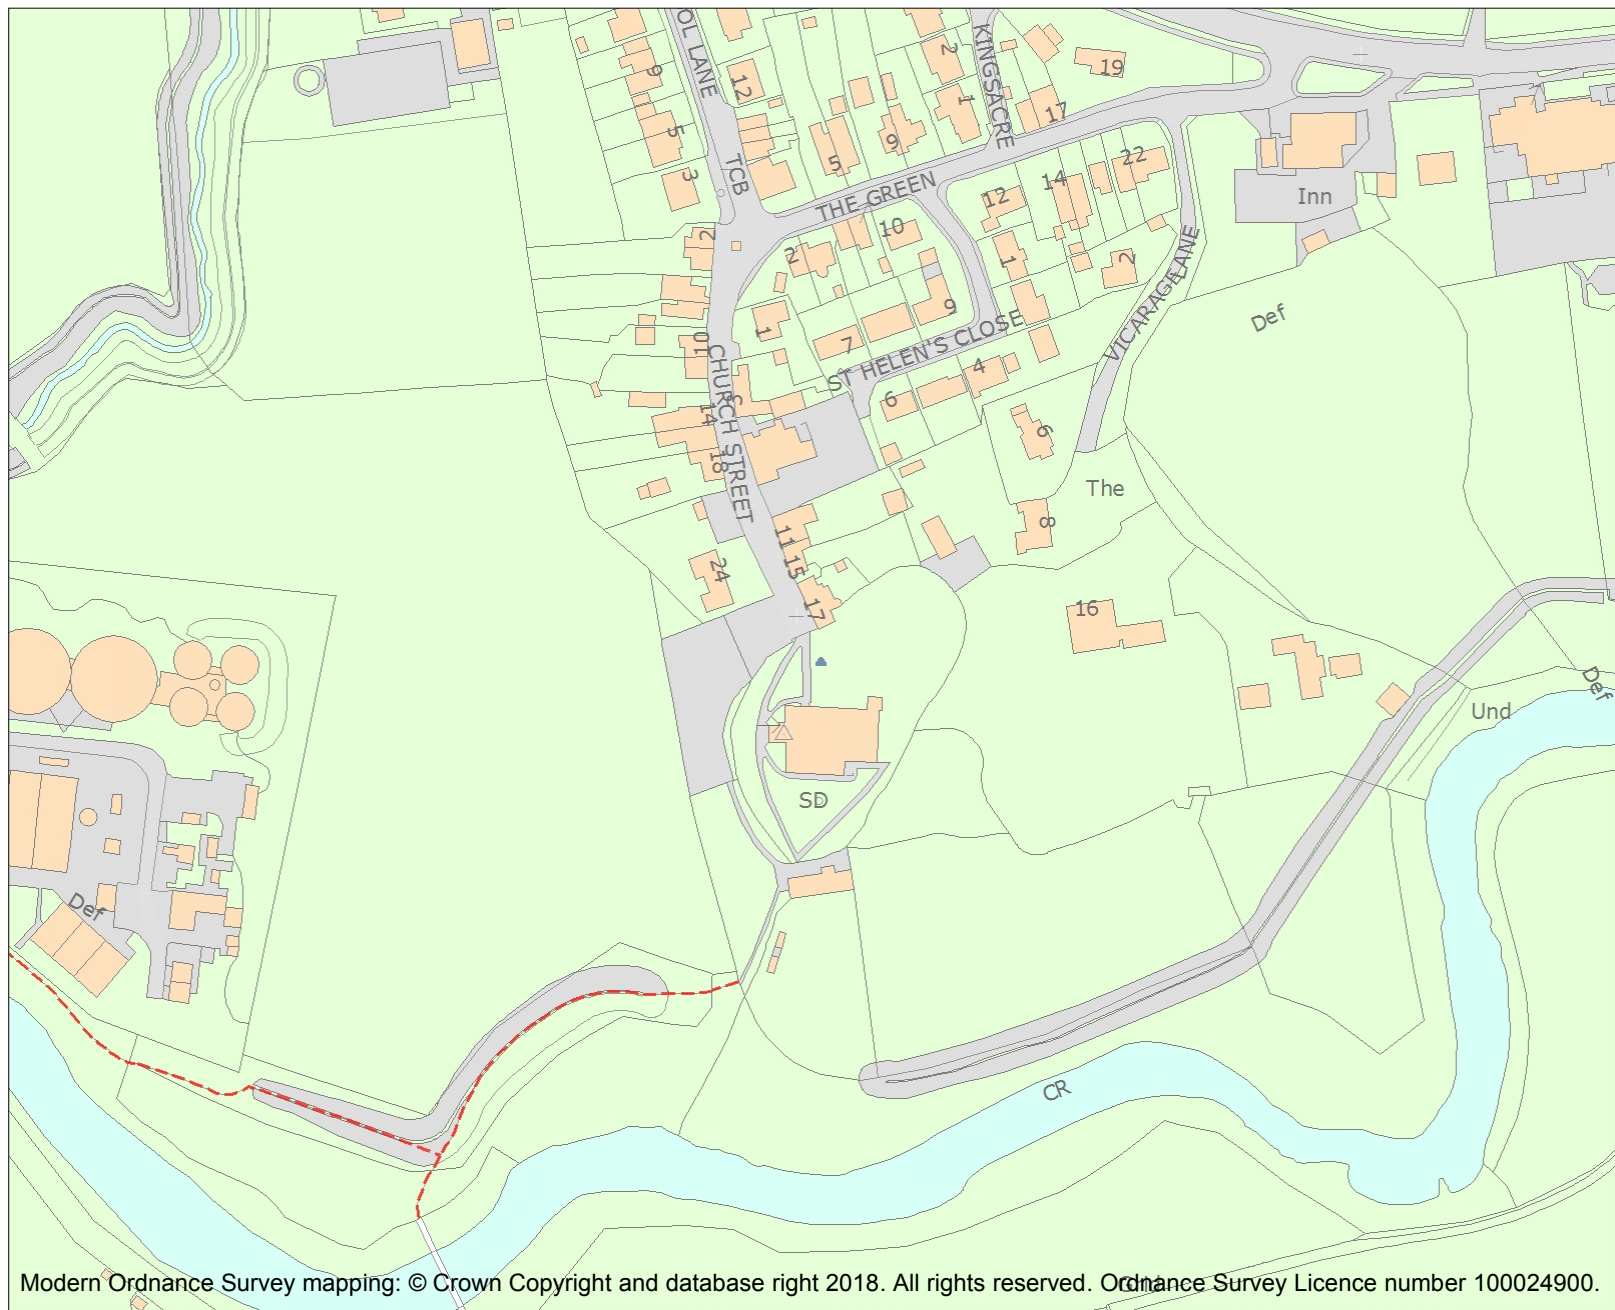 OL LANE
KINGSACRE
2
9
12
19
1
17
5
5
9
TCB
3
22
THE GREEN
12
14
Inn
10
2
2
1
2
VICARAGE LANE
9
Def
1
7
ST HELEN'S CLOSE
10
CHURCH STREET
4
6
14
9
18
The
8
11
15
24
17
16
Def
Und
SD
Def
CR
Modern Ordnance Survey mapping: © Crown Copyright and database right 2018. All rights reserved. Ordnance Survey Licence number 100024900.